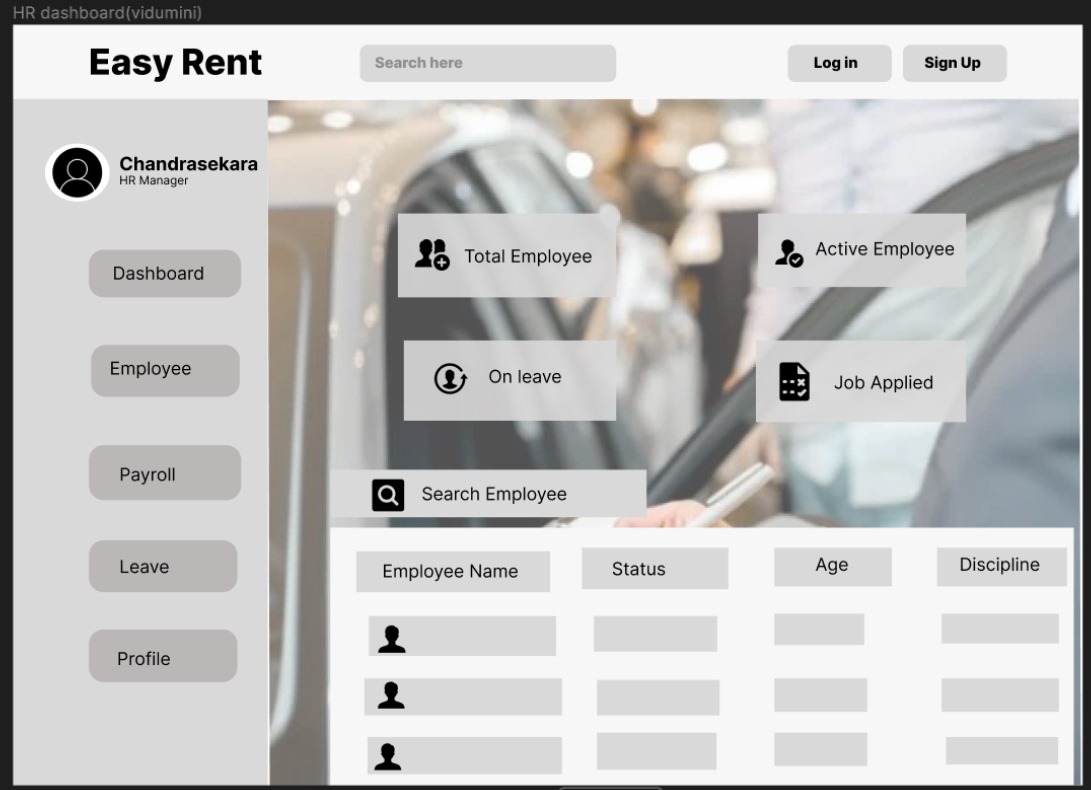 HR dashboard(vidumini)
Easy Rent
Search here
Log in
Sign Up
Chandrasekara
HR Manager
Dashboard
Employee
Payroll
Leave
Profile
Total Employee
Active Employee
On leave
Job Applied
Search Employee
Employee Name
Status
Age
Discipline